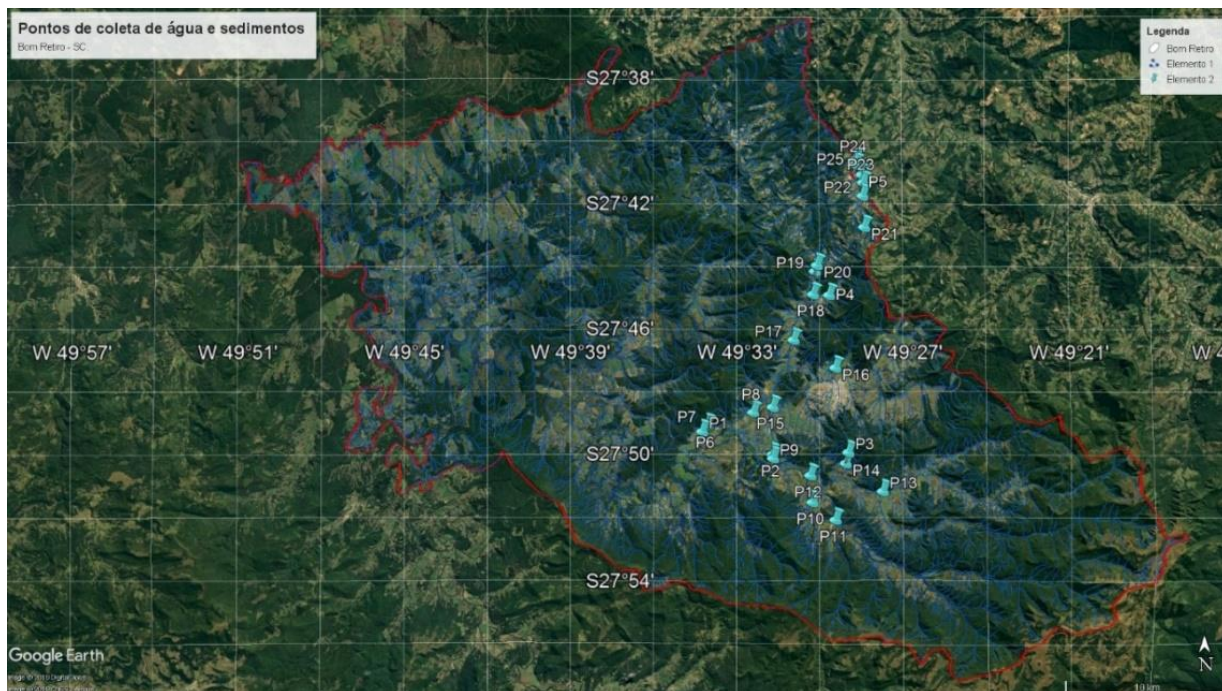 Pontos de coleta de água e sedimentos
Bom Retro - SC
Legenda
Bom Retro
Elemento 1
Elemento 2
S27°38'
P24
P25
P23
P22
P5
S27°42'
P21
P19
P20
P4
P18
S27°46'
P17
W 49°57'
W 49°51'
W 49°45'
W 49°39'
W 49°33'
W 49°27'
W 49°21'
W 4
P16
P8
P15
P7
P1
P6
P3
P9
S27°50'
P2
P14
P13
P12
P10
P11
S27°54'
Google Earth
N
10 km